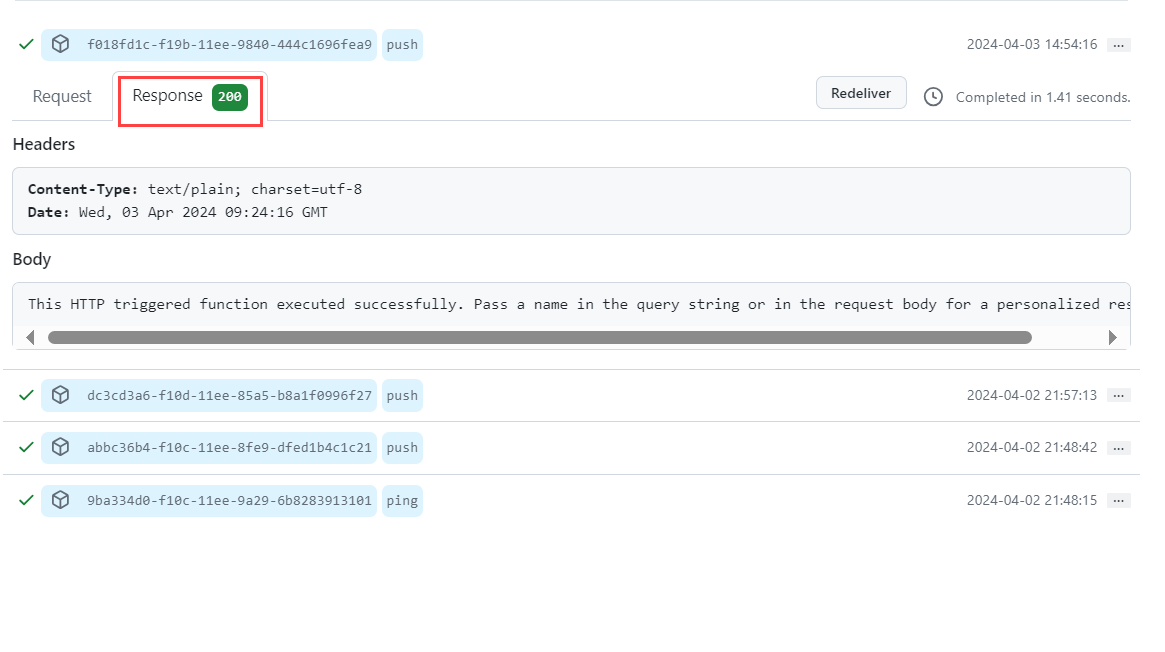 f018fd1c-f19b-11ee-9840-444c1696fea9 push 2024-04-03 14:54:16 ...
Request Response 200 Redeliver Completed in 1.41 seconds.
Headers
Content-Type: text/plain; charset=utf-8
Date: Wed, 03 Apr 2024 09:24:16 GMT
Body
This HTTP triggered function executed successfully. Pass a name in the query string or in the request body for a personalized res
dc3cd3a6-f10d-11ee-85a5-b8a1f0996f27 push 2024-04-02 21:57:13 ...
abbc36b4-f10c-11ee-8fe9-dfed1b4c1c21 push 2024-04-02 21:48:42 ...
9ba334d0-f10c-11ee-9a29-6b8283913101 ping 2024-04-02 21:48:15 ...